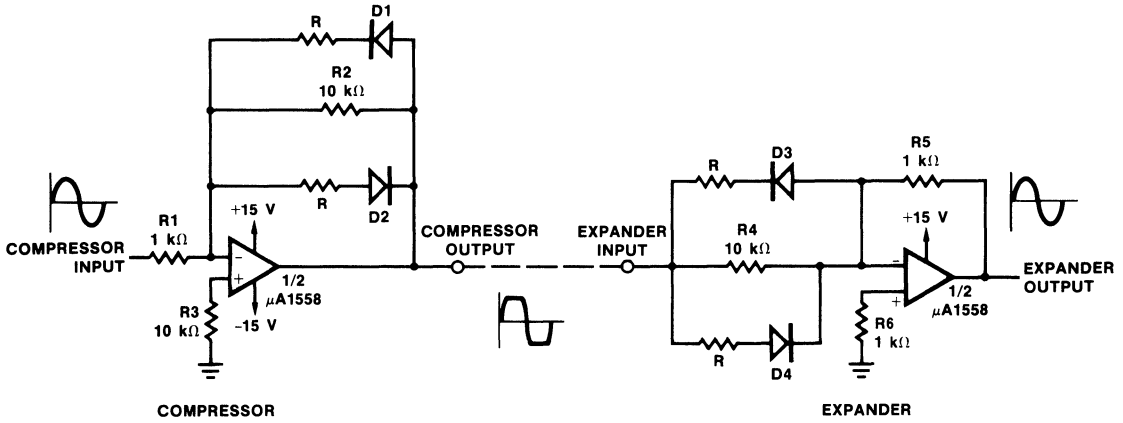 D1
R
R2
10 kΩ
R
D2
+15 V
R1
1 kΩ
COMPRESSOR
INPUT
−
+
1/2
μA1558
R3
10 kΩ
−15 V
COMPRESSOR
OUTPUT
EXPANDER
INPUT
D3
R
R5
1 kΩ
+15 V
R4
10 kΩ
−
+
1/2
μA1558
EXPANDER
OUTPUT
R6
1 kΩ
R
D4
COMPRESSOR
EXPANDER